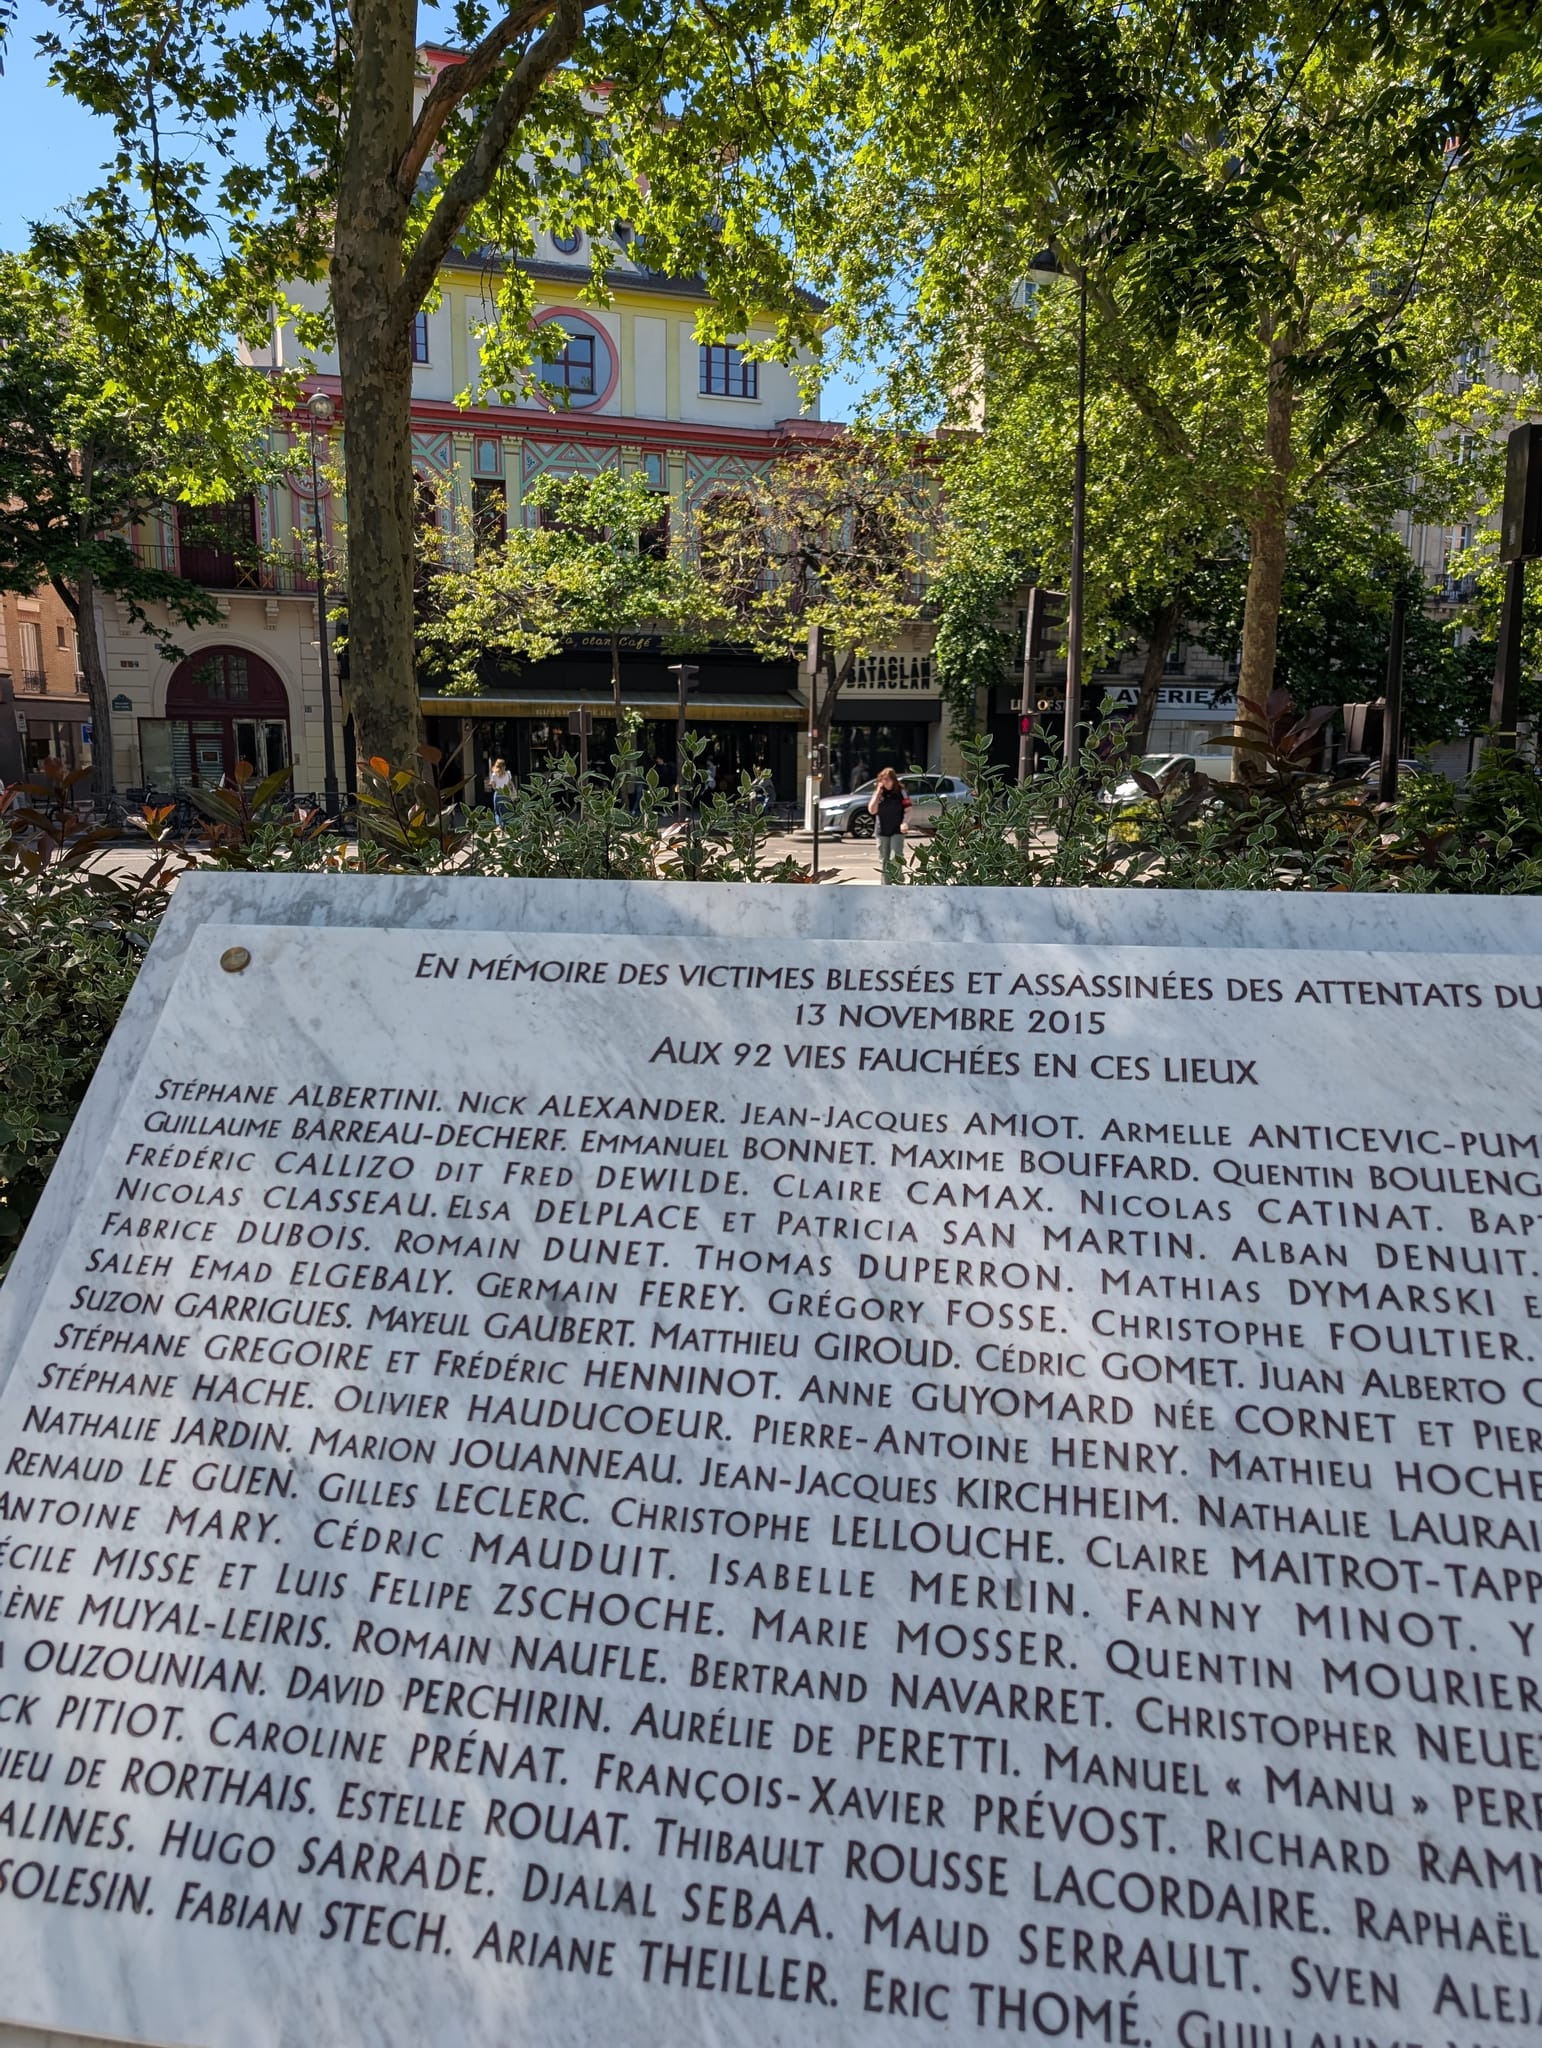 Bataclan Café
BATACLAN
BATACLAN
EN MÉMOIRE DES VICTIMES BLESSÉES ET ASSASSINÉES DES ATTENTATS DU
13 NOVEMBRE 2015
AUX 92 VIES FAUCHÉES EN CES LIEUX
STÉPHANE ALBERTINI. NICK ALEXANDER. JEAN-JACQUES AMIOT. ARMELLE
GUILLAUME BARREAU-DECHERF. EMMANUEL BONNET. MAXIME BOUFFARD. QUENTIN
FRÉDÉRIC CALLIZO DIT FRED DEWILDE. CLAIRE CAMAX. NICOLAS CATINAT.
NICOLAS CLASSEAU. ELSA DELPLACE ET PATRICIA SAN MARTIN. ALBAN DENUIT.
FABRICE DUBOIS. ROMAIN DUNET. THOMAS DUPERRON. MATHIAS DYMARSKI
SALEH EMAD ELGEBALY. GERMAIN FEREY. GRÉGORY FOSSE. CHRISTOPHE FOULTIER.
SUZON GARRIGUES. MAYEUL GAUBERT. MATTHIEU GIROUD. CÉDRIC GOMET. JUAN ALBERTO
STÉPHANE GREGOIRE ET FRÉDÉRIC HENNINOT. ANNE GUYOMARD NÉE CORNET ET
STÉPHANE HACHE. OLIVIER HAUDUCOEUR. PIERRE-ANTOINE HENRY. MATHIEU
NATHALIE JARDIN. MARION JOUANNEAU. JEAN-JACQUES KIRCHHEIM. NATHALIE
RENAUD LE GUEN. GILLES LECLERC. CHRISTOPHE LELLOUCHE. CLAIRE
ANTOINE MARY. CÉDRIC MAUDUIT. ISABELLE MERLIN. FANNY MINOT.
MISSE ET LUIS FELIPE ZSCHOCHE. MARIE MOSSER. QUENTIN MOURIER
MUYAL-LEIRIS. ROMAIN NAUFLE. BERTRAND NAVARRET. CHRISTOPHER
OUZOUNIAN. DAVID PERCHIRIN. AURÉLIE DE PERETTI. MANUEL « MANU »
PITIOT. CAROLINE PRÉNAT. FRANÇOIS-XAVIER PRÉVOST. RICHARD
DE RORTHAIS. ESTELLE ROUAT. THIBAULT ROUSSE LACORDAIRE. RAPHAËL
HUGO SARRADE. DJALAL SEBAA. MAUD SERRAULT. SVEN
SOLESIN. FABIAN STECH. ARIANE THEILLER. ERIC THOMÉ.